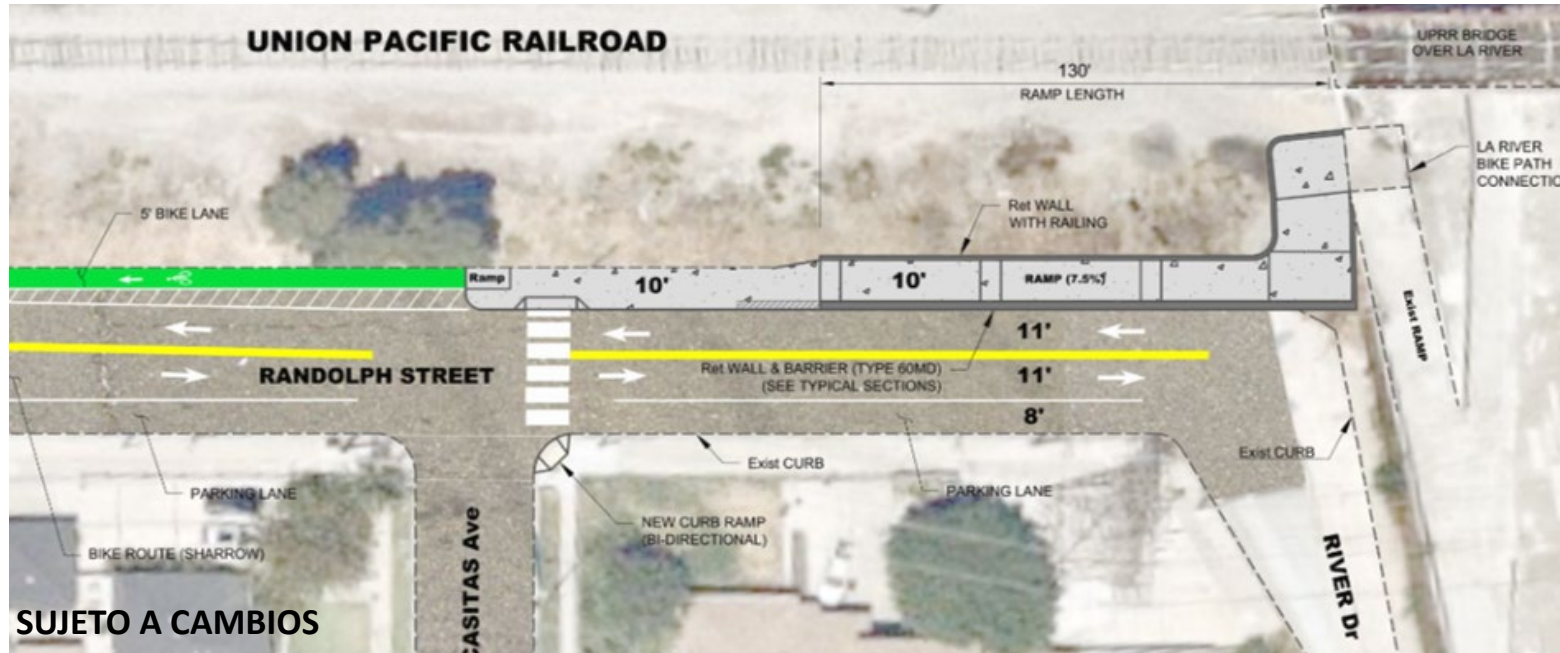 UNION PACIFIC RAILROAD
UPRR BRIDGE
OVER LA RIVER
130'
RAMP LENGTH
LA RIVER
BIKE PATH
CONNECTIO
5' BIKE LANE
Ret WALL
WITH RAILING
Ramp
10'
10'
RAMP (7.5%)
Exist RAMP
11'
RANDOLPH STREET
Ret WALL & BARRIER (TYPE 60MD)
(SEE TYPICAL SECTIONS)
11'
8'
Exist CURB
Exist CURB
PARKING LANE
PARKING LANE
NEW CURB RAMP
(BI-DIRECTIONAL)
BIKE ROUTE (SHARROW)
CASITAS Ave
RIVER Dr
SUJETO A CAMBIOS